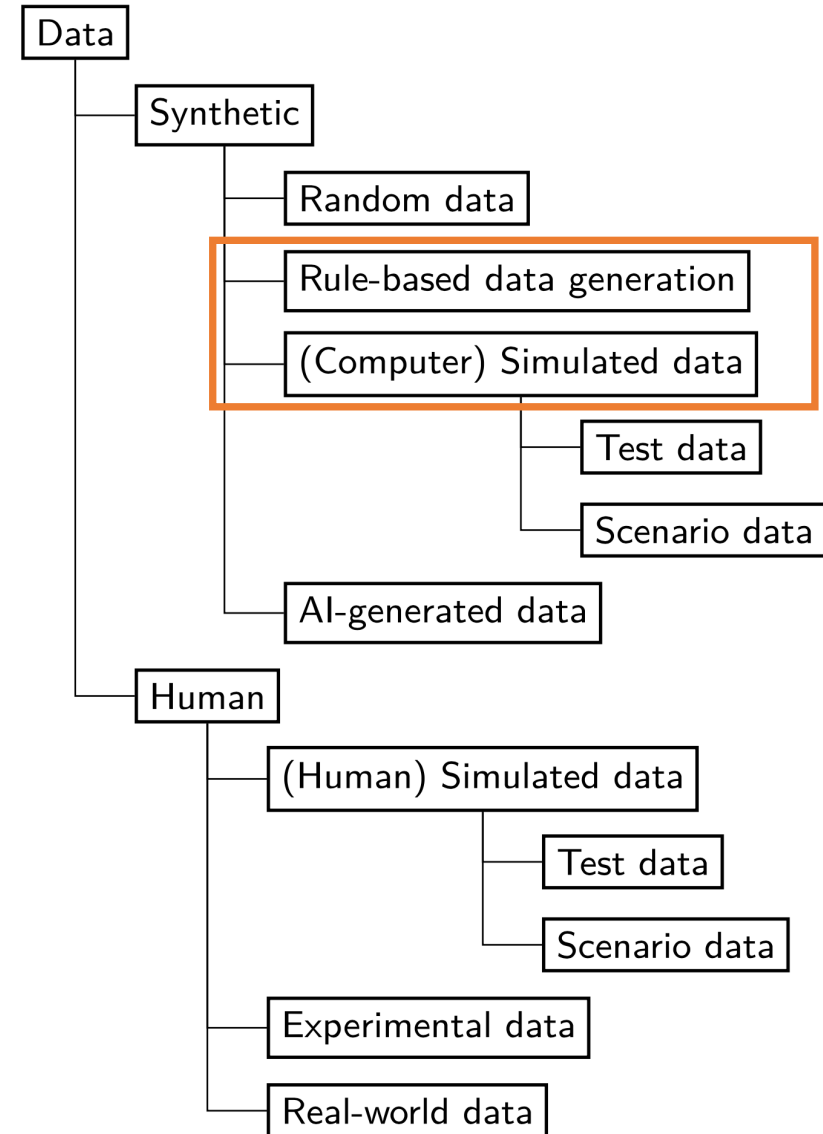 Data
Synthetic
Random data
Rule-based data generation
(Computer) Simulated data
Test data
Scenario data
AI-generated data
Human
(Human) Simulated data
Test data
Scenario data
Experimental data
Real-world data